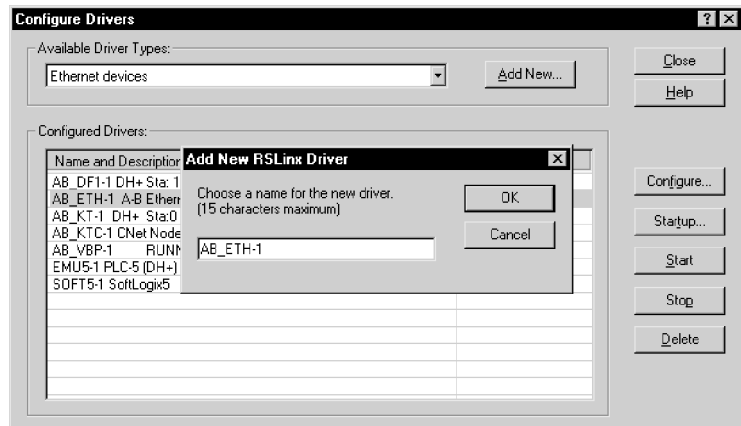 Configure Drivers
Available Driver Types:
Ethernet devices
Add New...
Close
Help
Configured Drivers:
Name and Description
AB_DF1-1 DH+ Sta: 1
AB_ETH-1 A-B Ethern
AB_KT-1 DH+ Sta:0
AB_KTC-1 CNet Node
AB_VBP-1 RUNN
EMU5-1 PLC-5 (DH+)
SOFT5-1 SoftLogix5
Add New RSLinx Driver
Choose a name for the new driver.
(15 characters maximum)
AB_ETH-1
OK
Cancel
Configure...
Startup...
Start
Stop
Delete